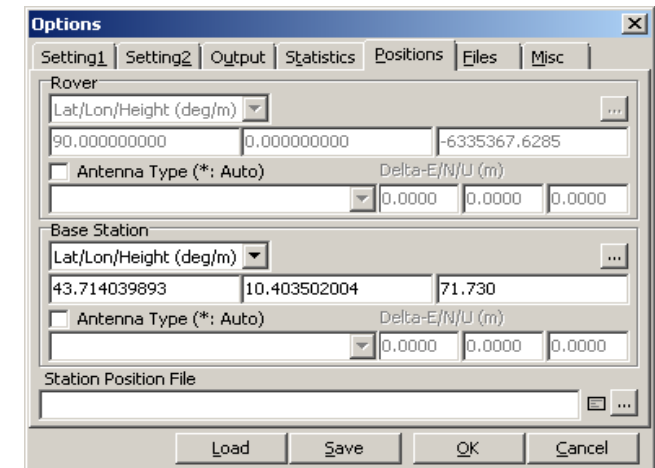 Options
Setting1 Setting2 Output Statistics Positions Files Misc
Rover
Lat/Lon/Height (deg/m) ...
90.000000000 0.000000000 -6335367.6285
Antenna Type (*: Auto) Delta-E/N/U (m)
0.0000 0.0000 0.0000
Base Station
Lat/Lon/Height (deg/m) ...
43.714039893 10.403502004 71.730
Antenna Type (*: Auto) Delta-E/N/U (m)
0.0000 0.0000 0.0000
Station Position File
...
Load Save OK Cancel